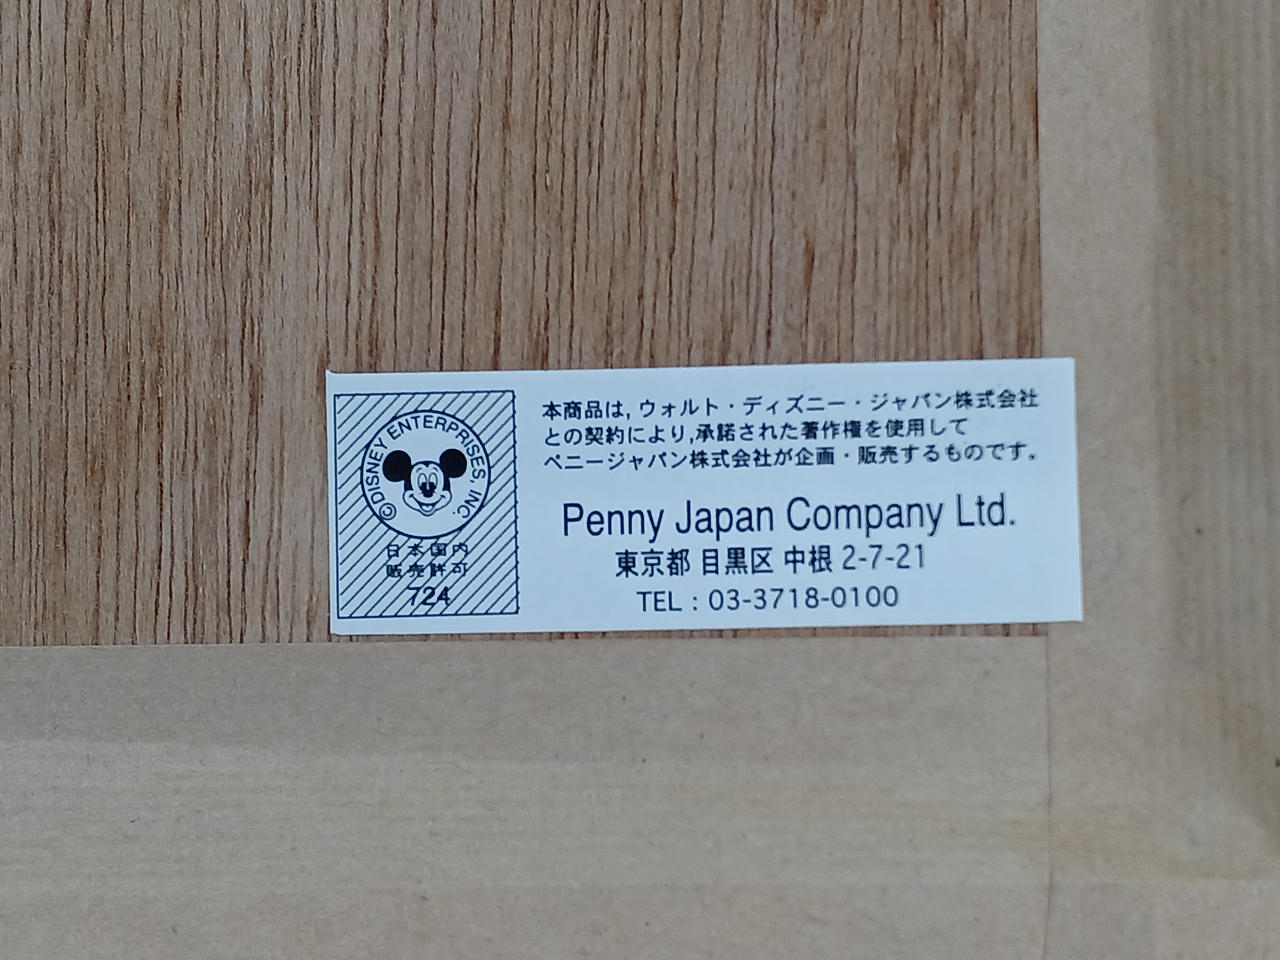 ©DISNEY ENTERPRISES, INC.
日本国内
販売許可
724
本商品は, ウォルト・ディズニー・ジャパン株式会社
との契約により,承諾された著作権を使用して
ペニージャパン株式会社が企画・販売するものです。
Penny Japan Company Ltd.
東京都 目黒区 中根 2-7-21
TEL : 03-3718-0100